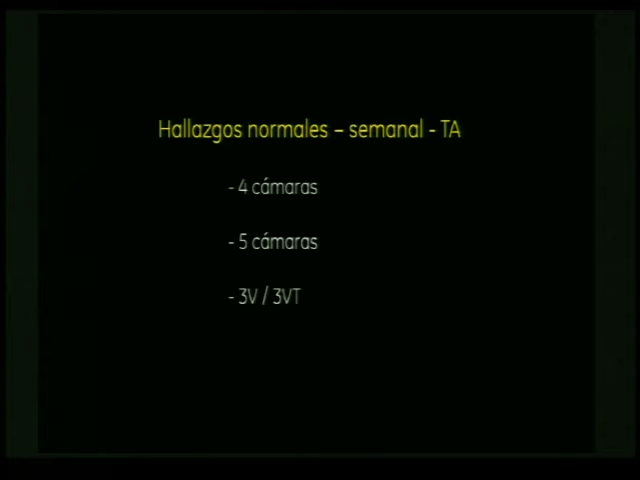 Hallazgos normales – semanal - TA
- 4 cámaras
- 5 cámaras
- 3V / 3VT